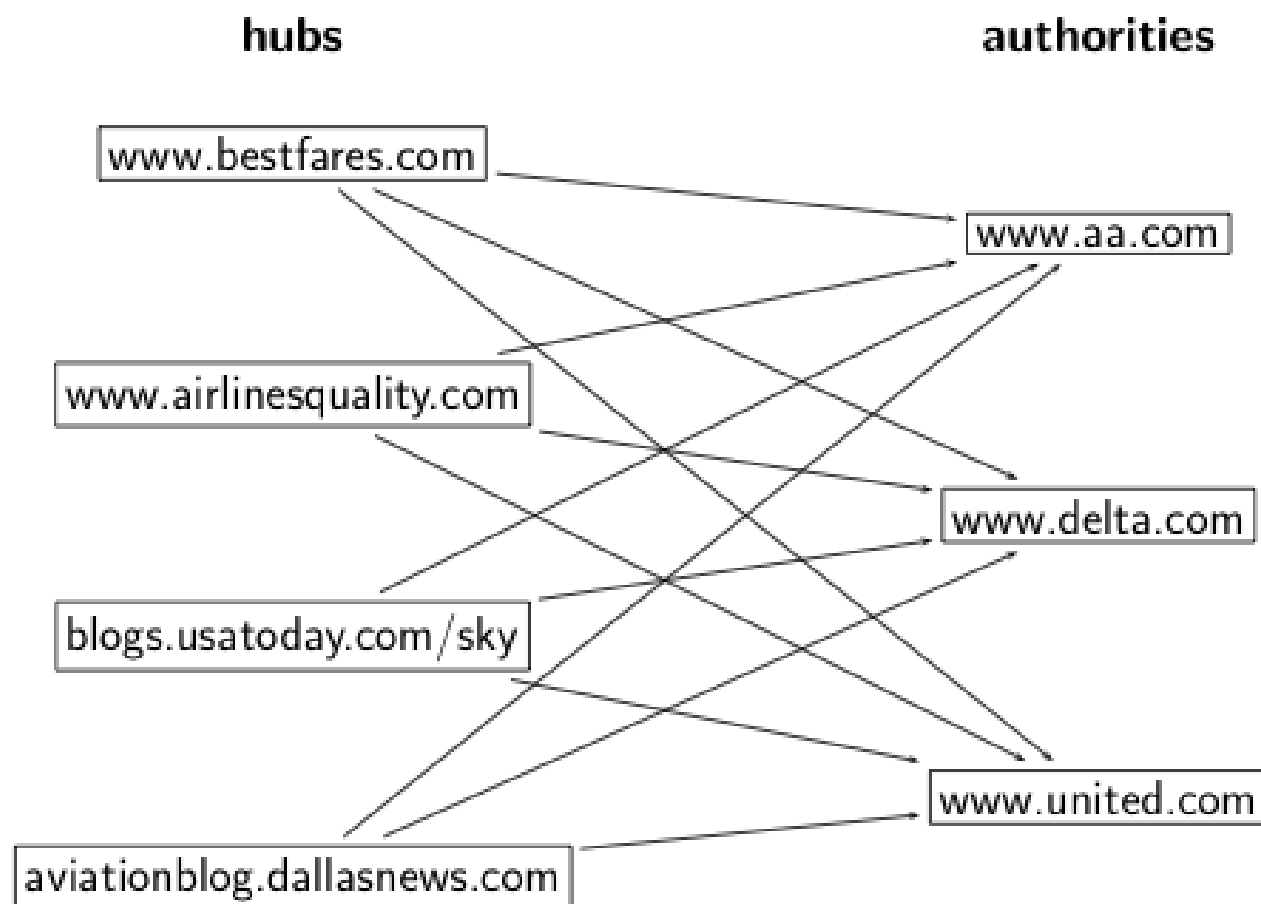 hubs
authorities
www.bestfares.com
www.aa.com
www.airlinesquality.com
www.delta.com
blogs.usatoday.com/sky
www.united.com
aviationblog.dallasnews.com